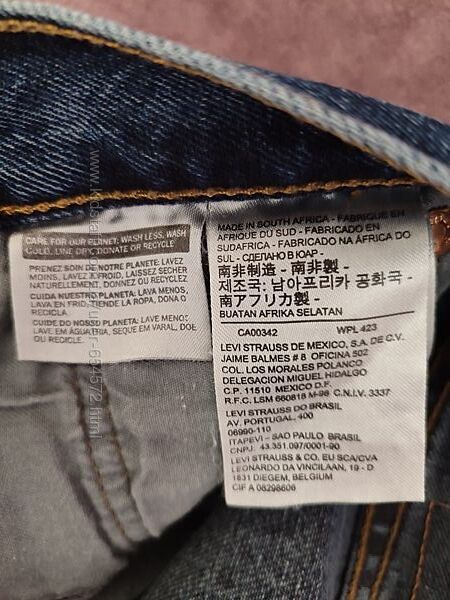 CARE FOR OUR PLANET: WASH LESS, WASH
COLD, LINE DRY, DONATE OR RECYCLE
PRENEZ SOIN DE NOTRE PLANETE: LAVEZ
MOINS, LAVEZ À FROID, LAISSEZ SECHER
NATURELLEMENT, DONNEZ OU RECYCLEZ
CUIDA NUESTRO PLANETA: LAVA MENOS,
LAVA EN FRIO, TIENDE LA ROPA, DONA O
RECICLA
CUIDE DO NOSSO PLANETA: LAVE MENOS,
LAVE EM ÁGUA FRIA, SEQUE EM VARAL, DOE
OU RECICLE.
MADE IN SOUTH AFRICA - FABRIQUE EN
AFRIQUE DU SUD - FABRICADO EN
SUDAFRICA - FABRICADO NA ÁFRICA DO
SUL - СДЕЛАНО В ЮАР -
南非制造 - 南非製 -
제조국: 남아프리카 공화국 -
南アフリカ製 -
BUATAN AFRIKA SELATAN
CA00342 WPL 423
LEVI STRAUSS DE MEXICO, S.A. DE C.V.
JAIME BALMES # 8 OFICINA 502
COL. LOS MORALES POLANCO
DELEGACION MIGUEL HIDALGO
C.P. 11510 MEXICO D.F.
R.F.C. LSM 660818 M-98 C.N.I.V. 3337
LEVI STRAUSS DO BRASIL
AV. PORTUGAL, 400
06990-110
ITAPEVI - SAO PAULO BRASIL
CNPJ. 43.351.097/0001-90
LEVI STRAUSS & CO. EU SCA/CVA
LEONARDO DA VINCILAAN, 19 - D
1831 DIEGEM, BELGIUM
CIF A 08298606